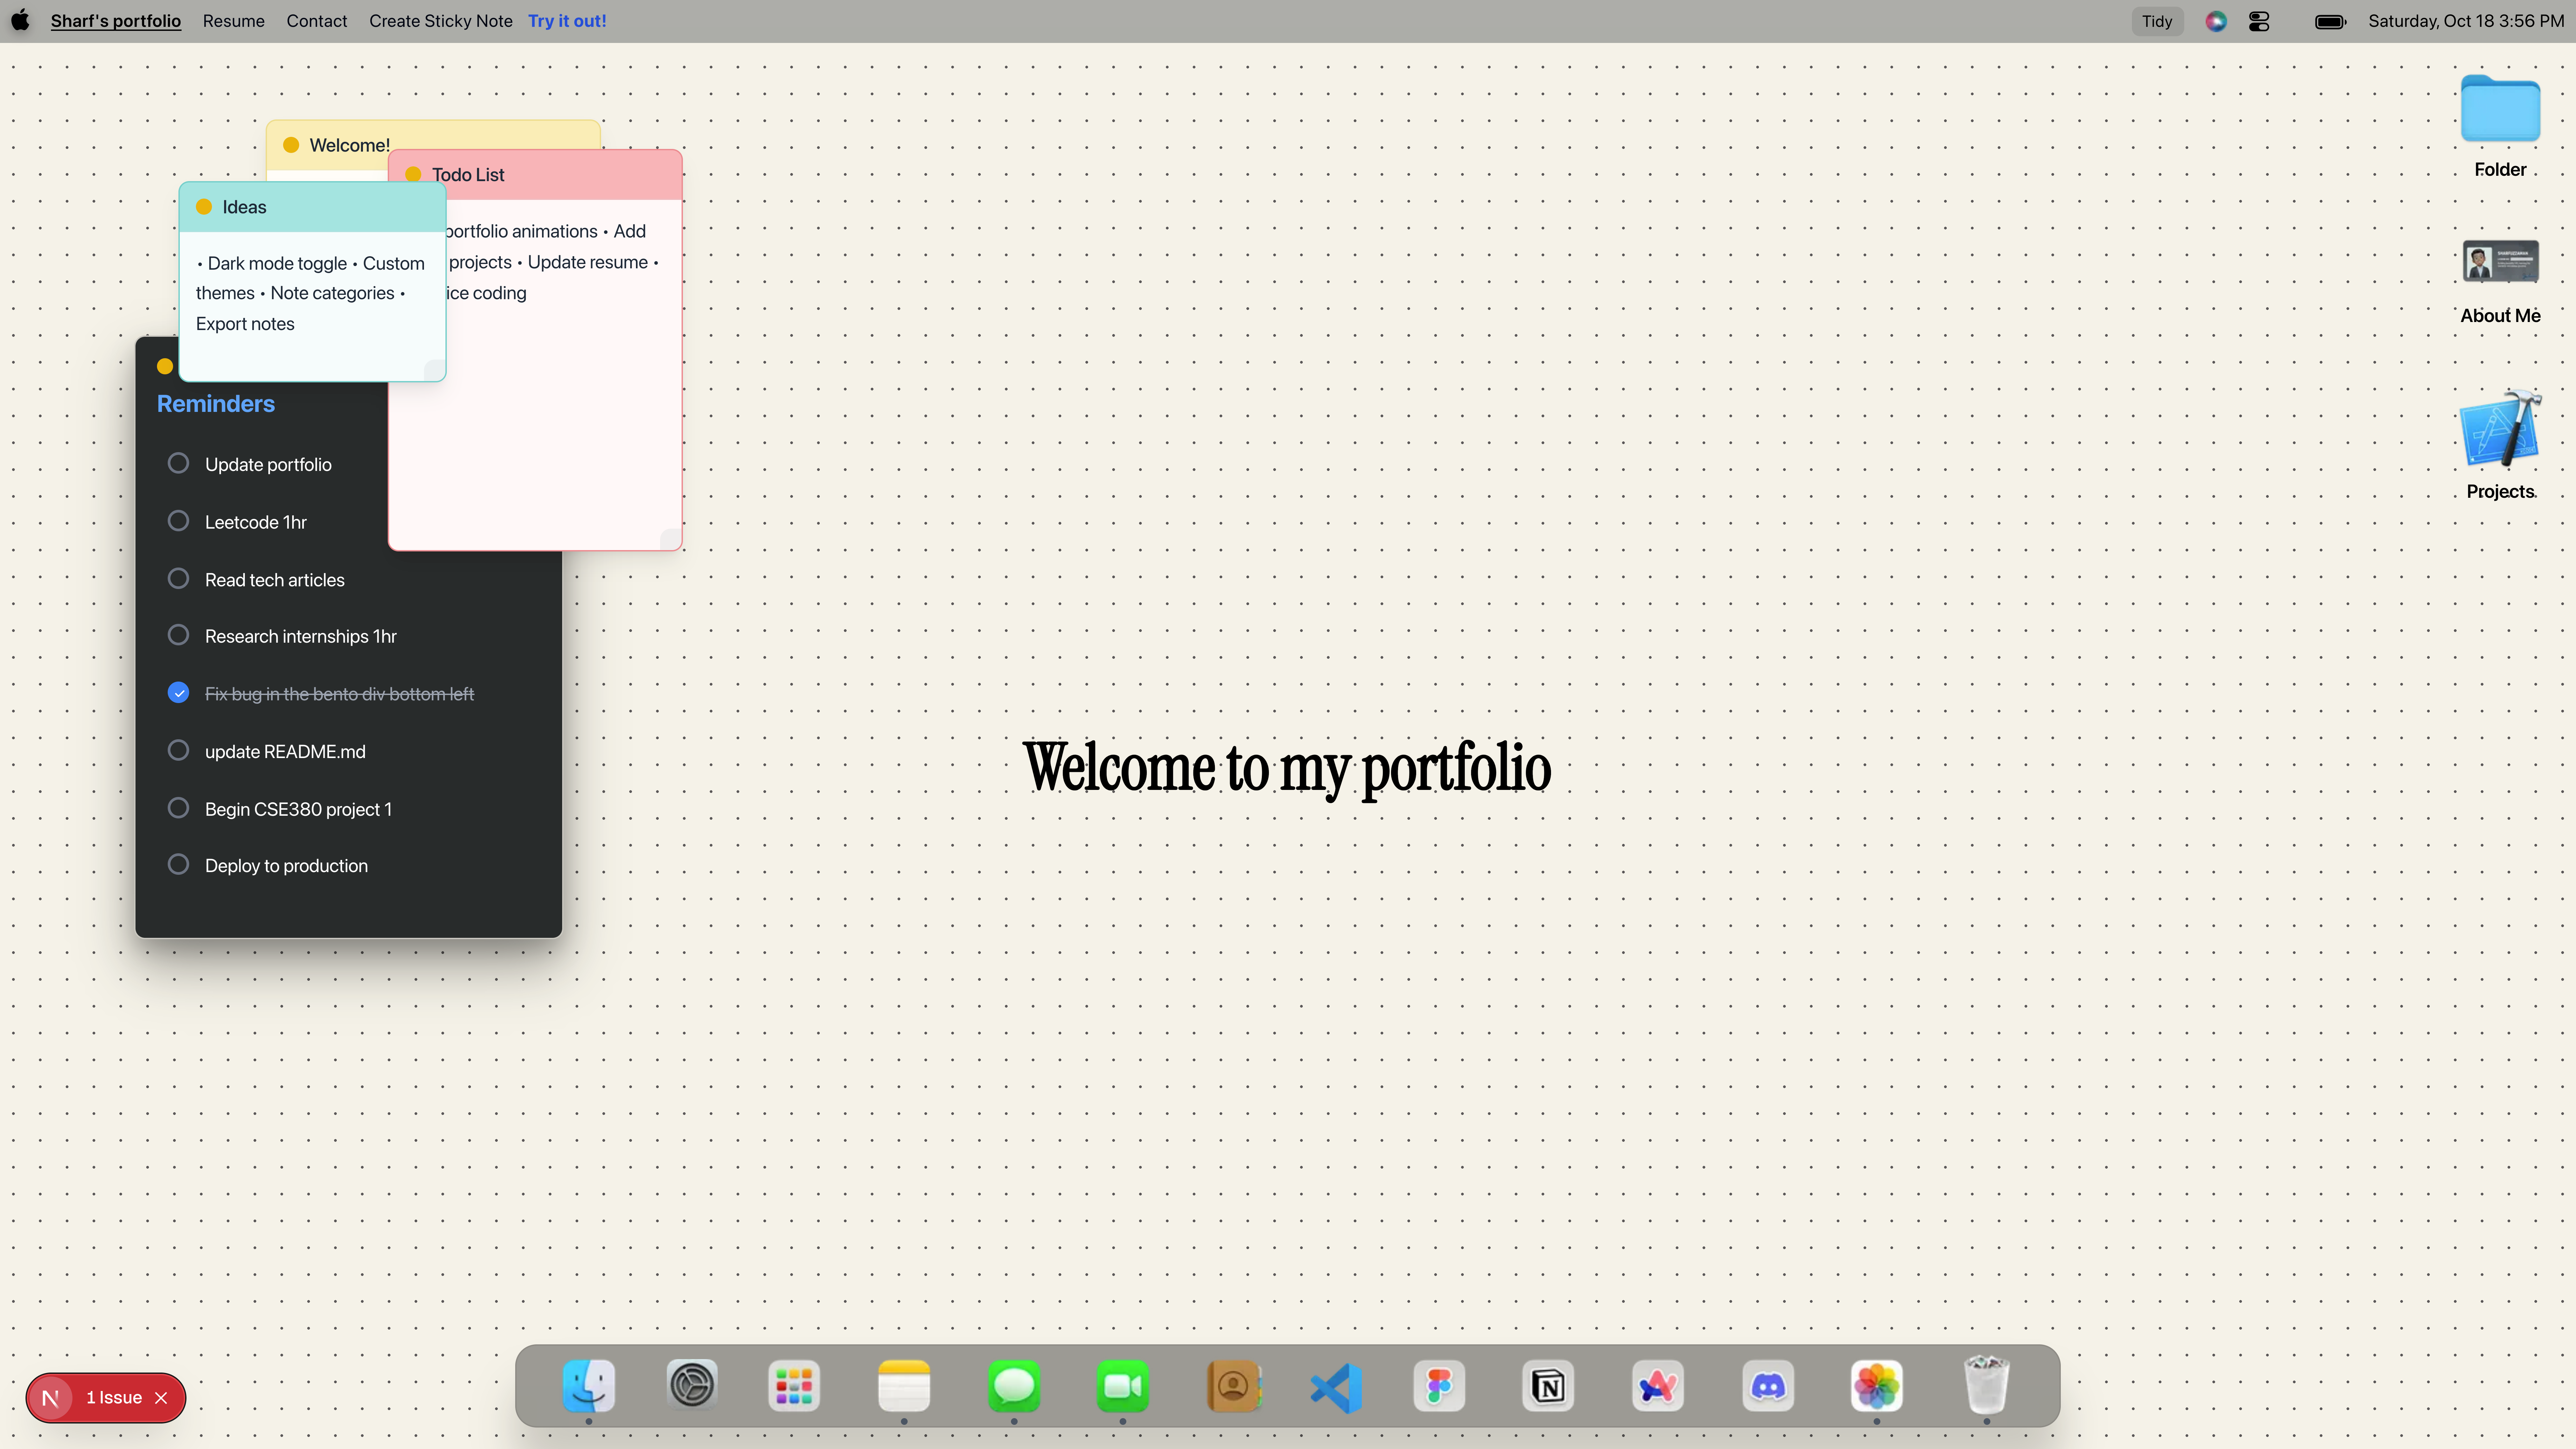 Sharf's portfolio Resume Contact Create Sticky Note Try it out! Tidy Saturday, Oct 18 3:56 PM
Welcome!
Todo List
portfolio animations • Add
projects • Update resume •
ice coding
Ideas
• Dark mode toggle • Custom
themes • Note categories •
Export notes
Reminders
Update portfolio
Leetcode 1hr
Read tech articles
Research internships 1hr
Fix bug in the bento div bottom left
update README.md
Begin CSE380 project 1
Deploy to production
Welcome to my portfolio
Folder
About Me
Projects
N 1 Issue